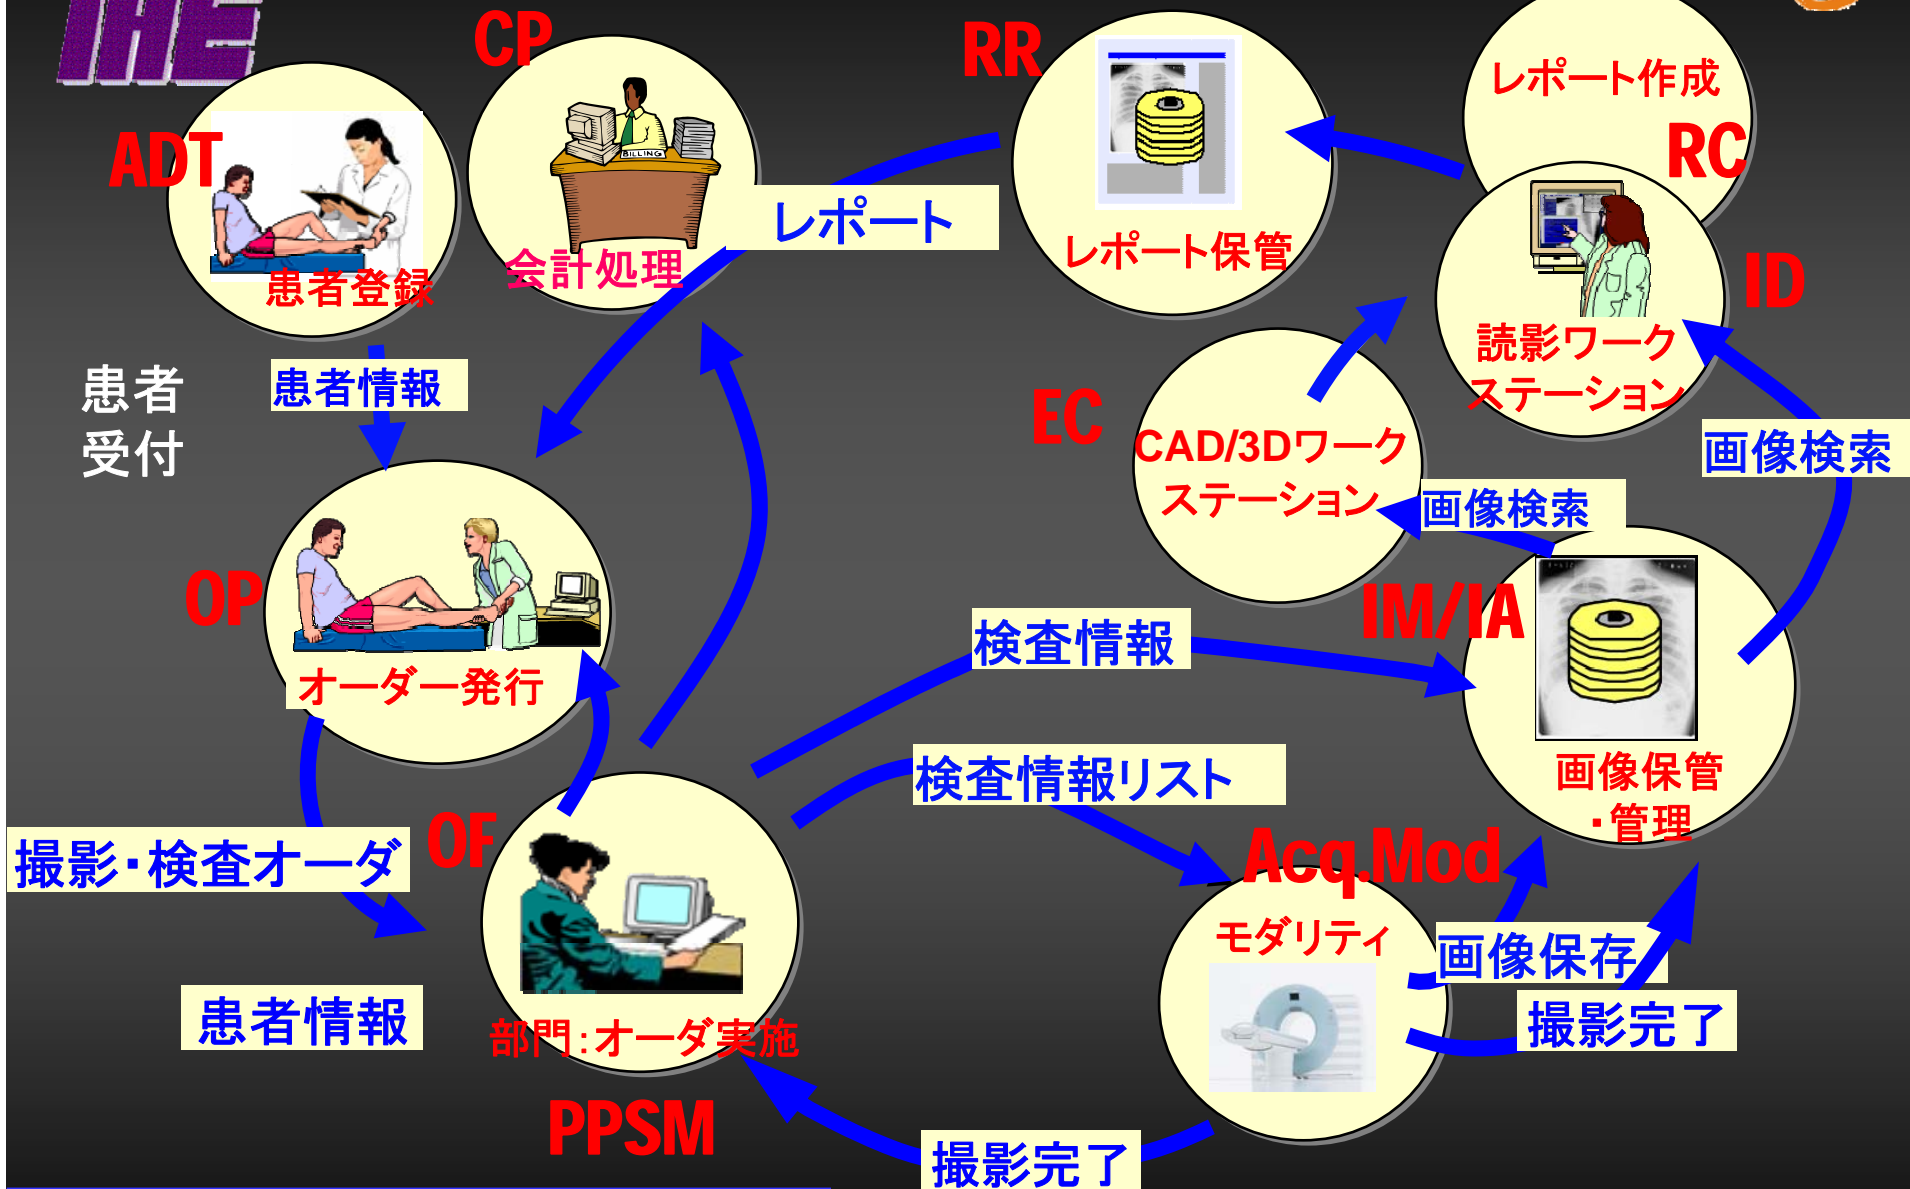 IHE
CP
RR
レポート作成
RC
ADT
BILLING
レポート
会計処理
患者登録
レポート保管
ID
読影ワーク
ステーション
患者
受付
患者情報
EC
CAD/3Dワーク
ステーション
画像検索
画像検索
OP
オーダー発行
検査情報
IM/IA
画像保管
・管理
検査情報リスト
撮影・検査オーダ
OF
Acq.Mod
モダリティ
画像保存
撮影完了
患者情報
部門:オーダ実施
PPSM
撮影完了